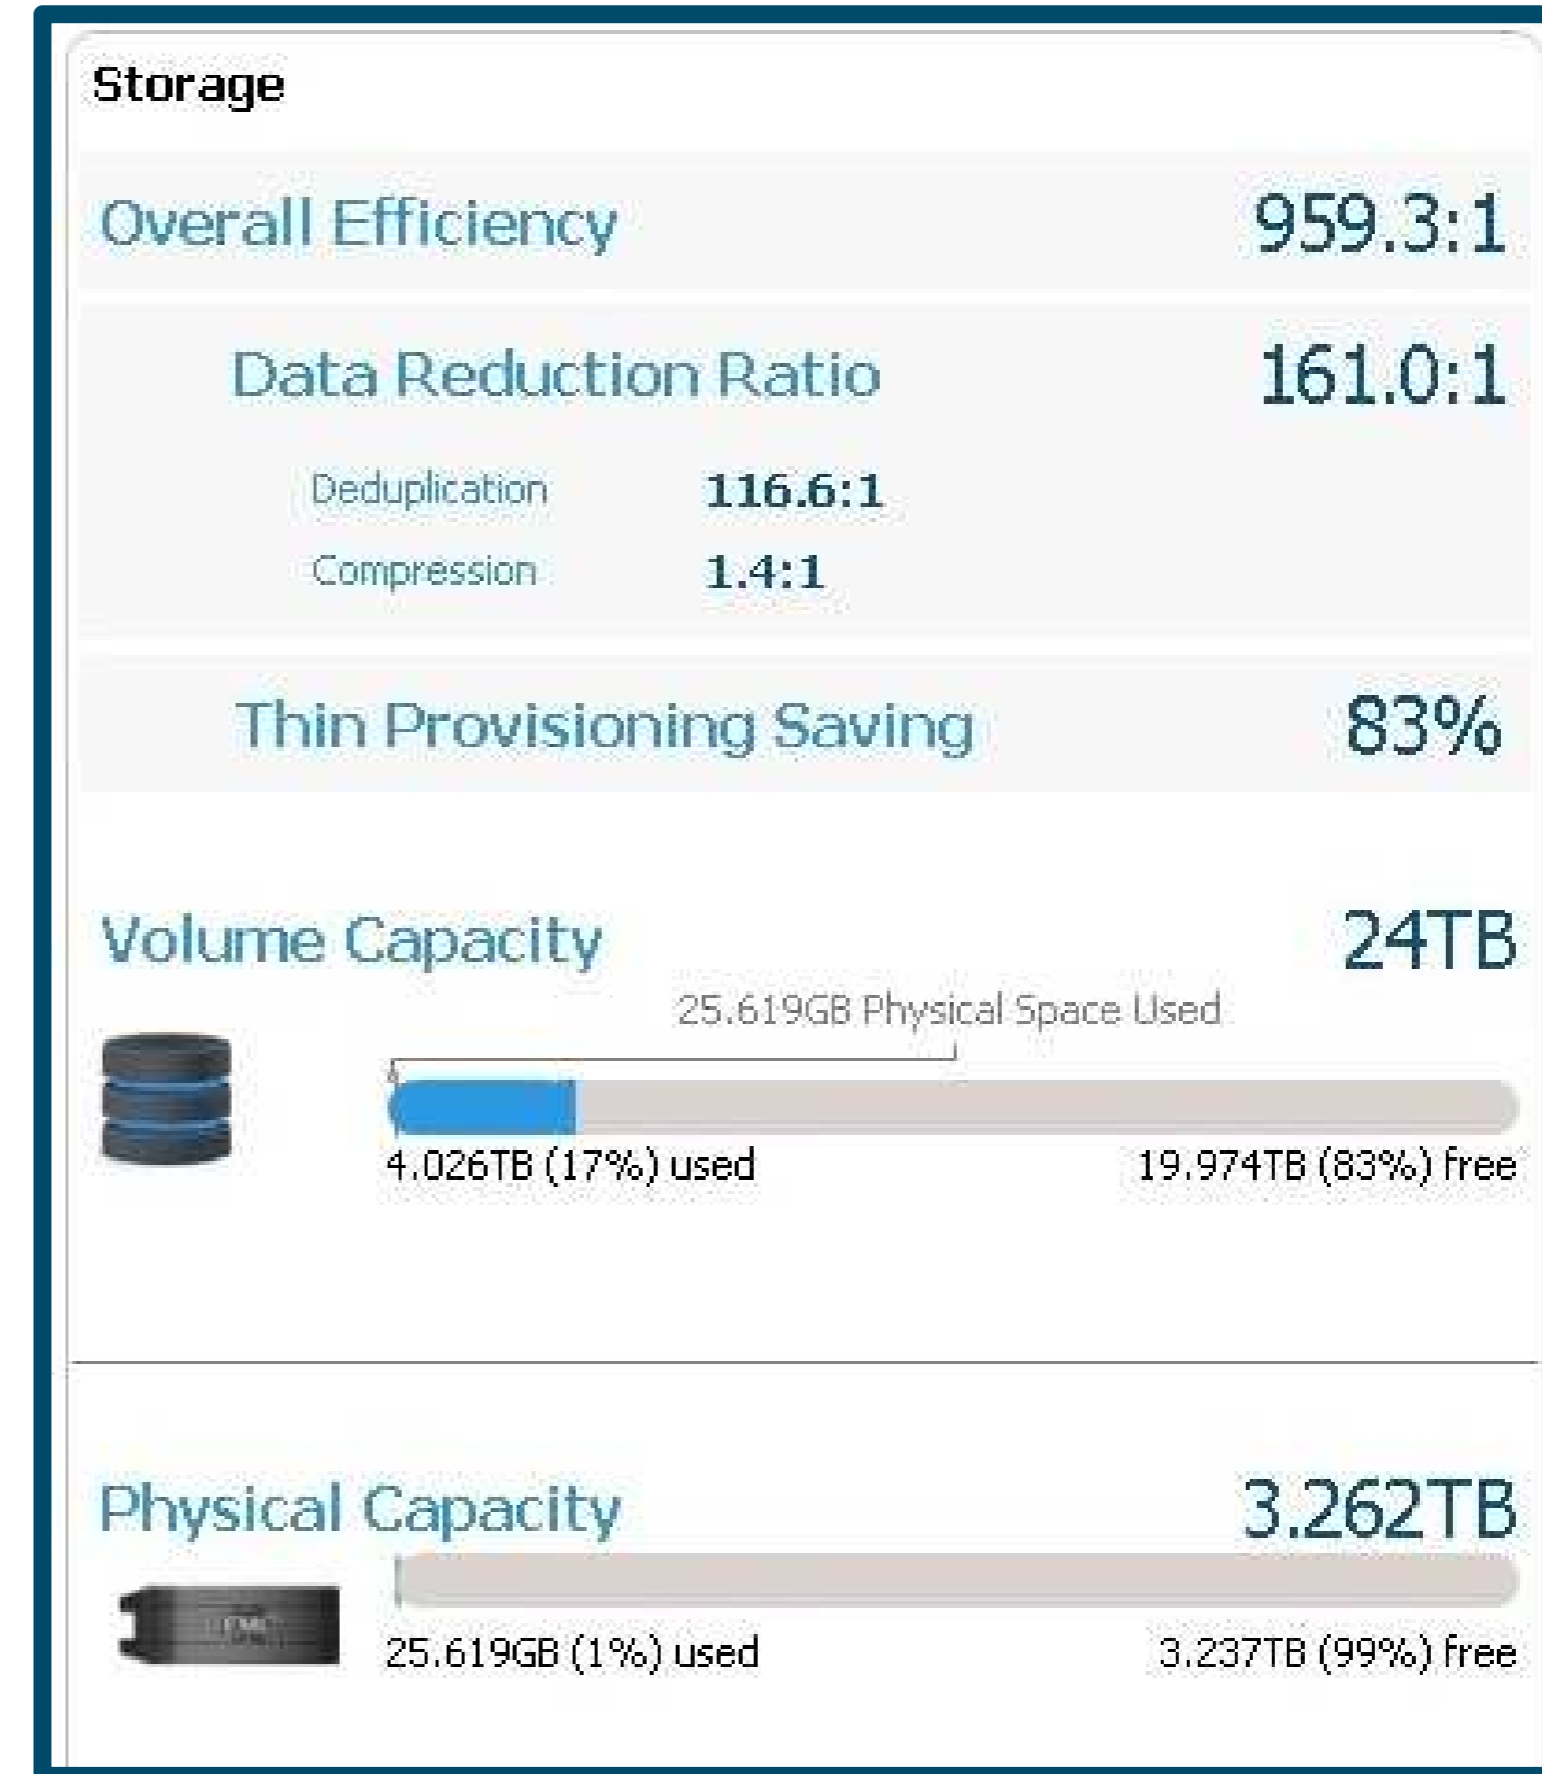 Storage
Overall Efficiency 959.3:1
Data Reduction Ratio 161.0:1
Deduplication 116.6:1
Compression 1.4:1
Thin Provisioning Saving 83%
Volume Capacity 24TB
25.619GB Physical Space Used
4.026TB (17%) used 19.974TB (83%) free
Physical Capacity 3.262TB
25.619GB (1%) used 3.237TB (99%) free